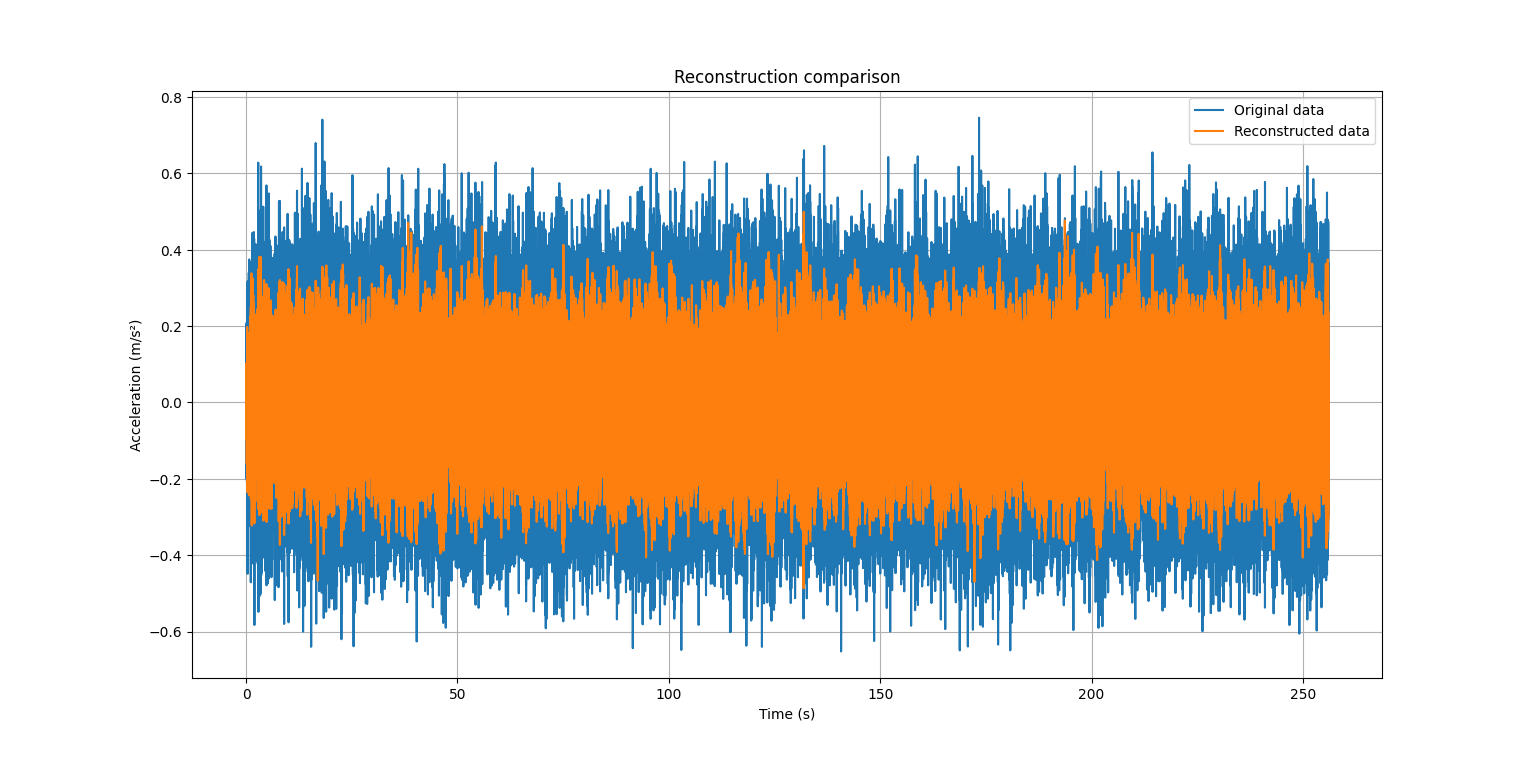 Reconstruction comparison
Original data
Reconstructed data
0.8
0.6
0.4
0.2
0.0
−0.2
−0.4
−0.6
Acceleration (m/s²)
0 50 100 150 200 250
Time (s)